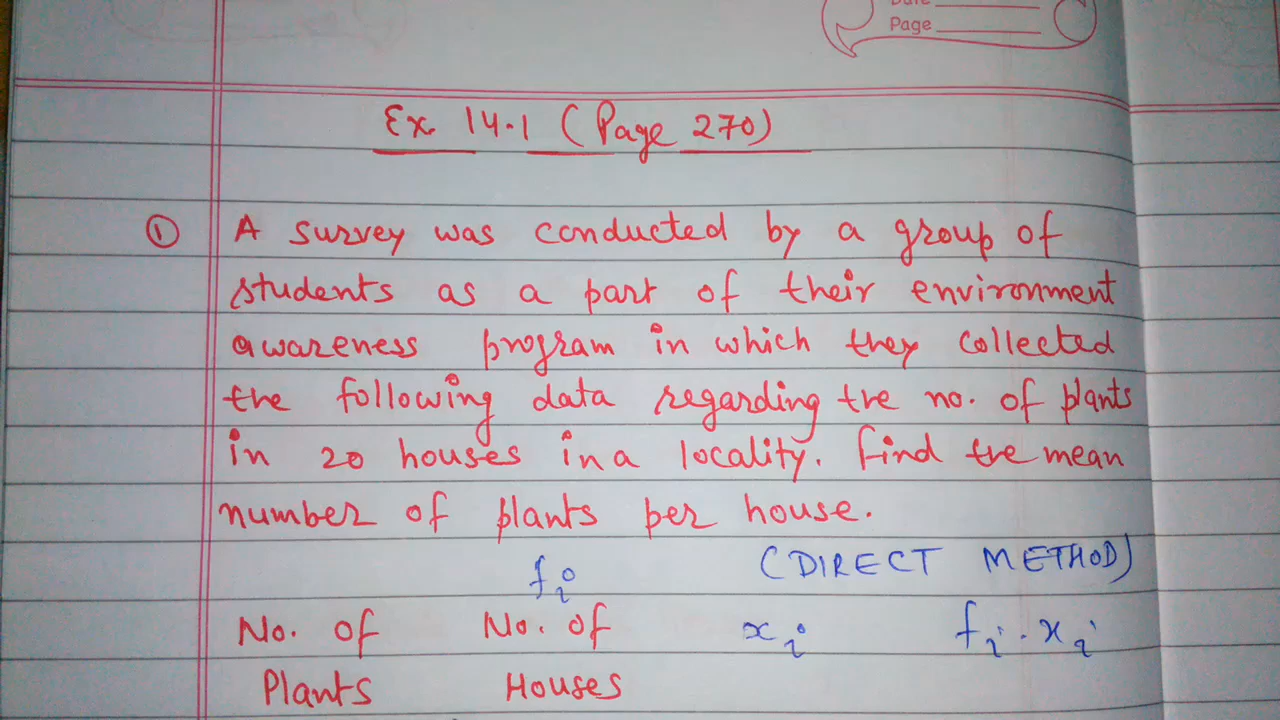 Date
Page
Ex. 14.1 (Page 270)
① A survey was conducted by a group of
students as a part of their environment
awareness program in which they collected
the following data regarding the no. of plants
in 20 houses in a locality. Find the mean
number of plants per house.
fi (DIRECT METHOD)
No. of No. of xi fi . xi
Plants Houses